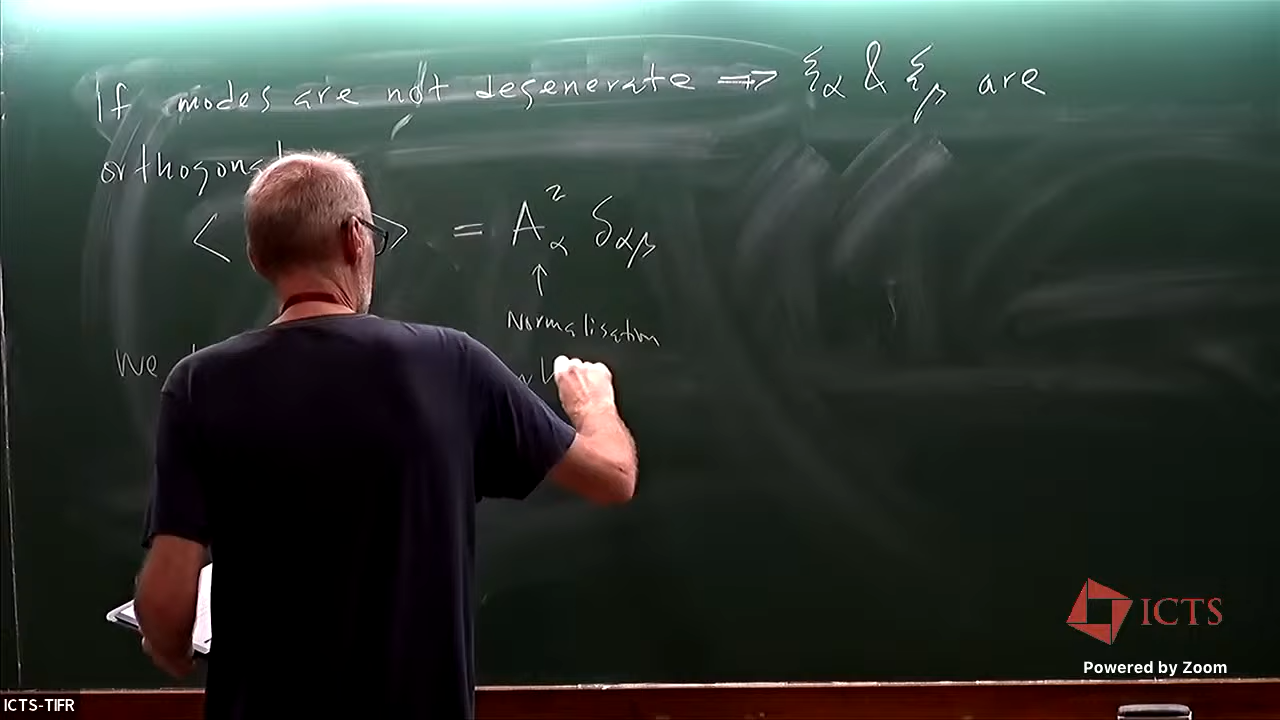 If modes are not degenerate ⟹ ξα & ξβ are
orthogonal
< > = A²α δαβ
↑
Normalisation
We
ICTS
Powered by Zoom
ICTS-TIFR